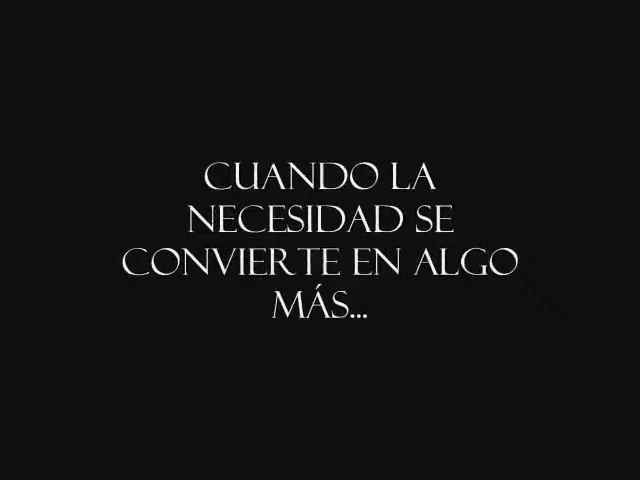 CUANDO LA
NECESIDAD SE
CONVIERTE EN ALGO
MÁS...